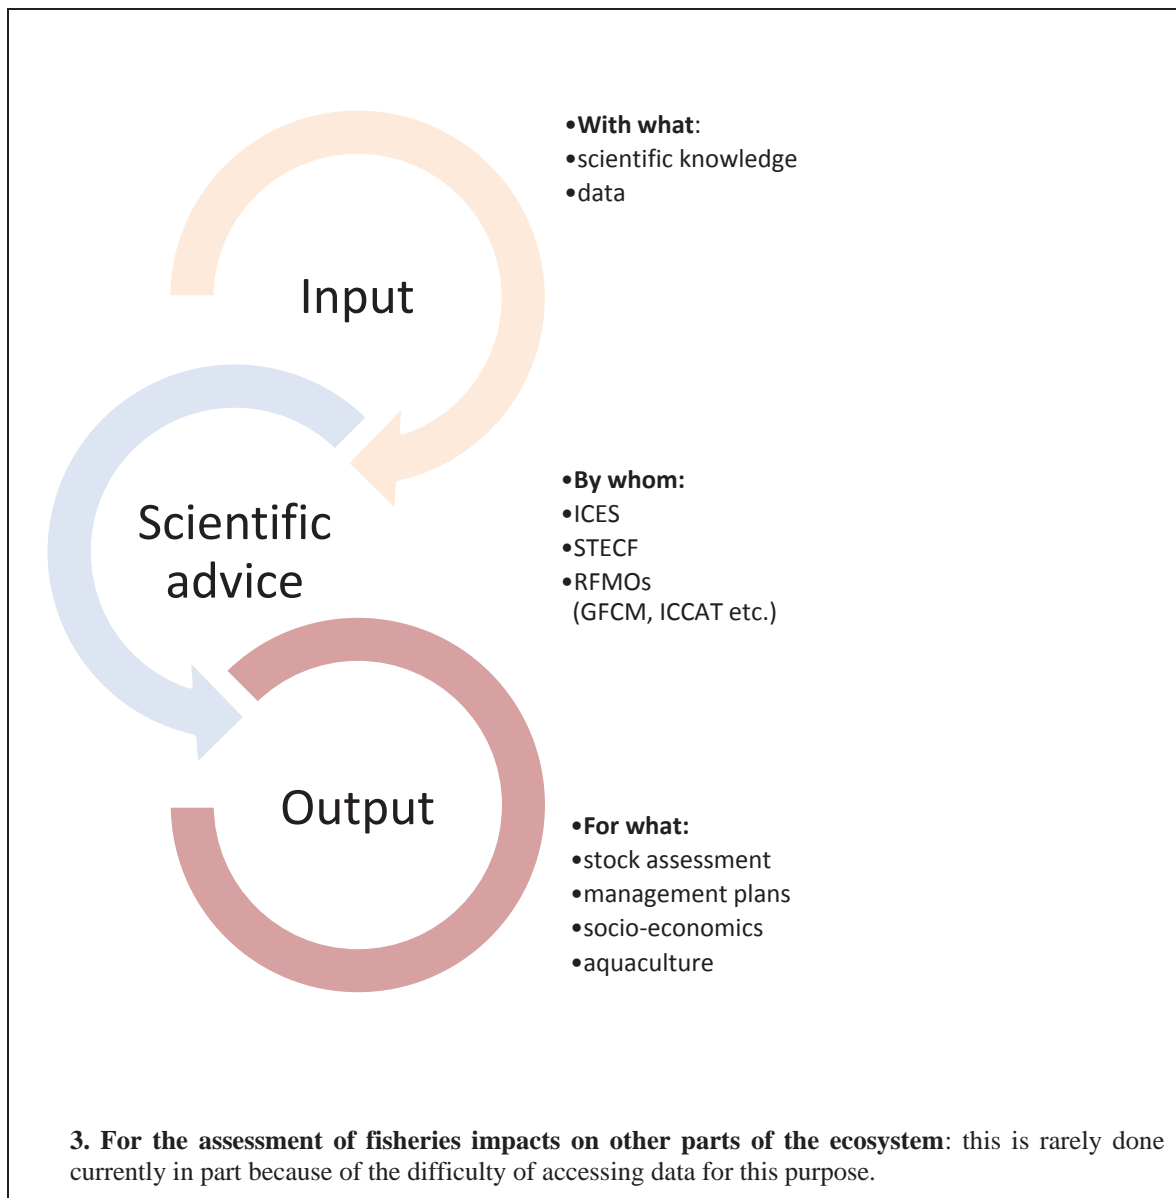 •With what:
•scientific knowledge
•data
Input
•By whom:
•ICES
•STECF
•RFMOs
(GFCM, ICCAT etc.)
Scientific
advice
Output
•For what:
•stock assessment
•management plans
•socio-economics
•aquaculture
3. For the assessment of fisheries impacts on other parts of the ecosystem: this is rarely done
currently in part because of the difficulty of accessing data for this purpose.